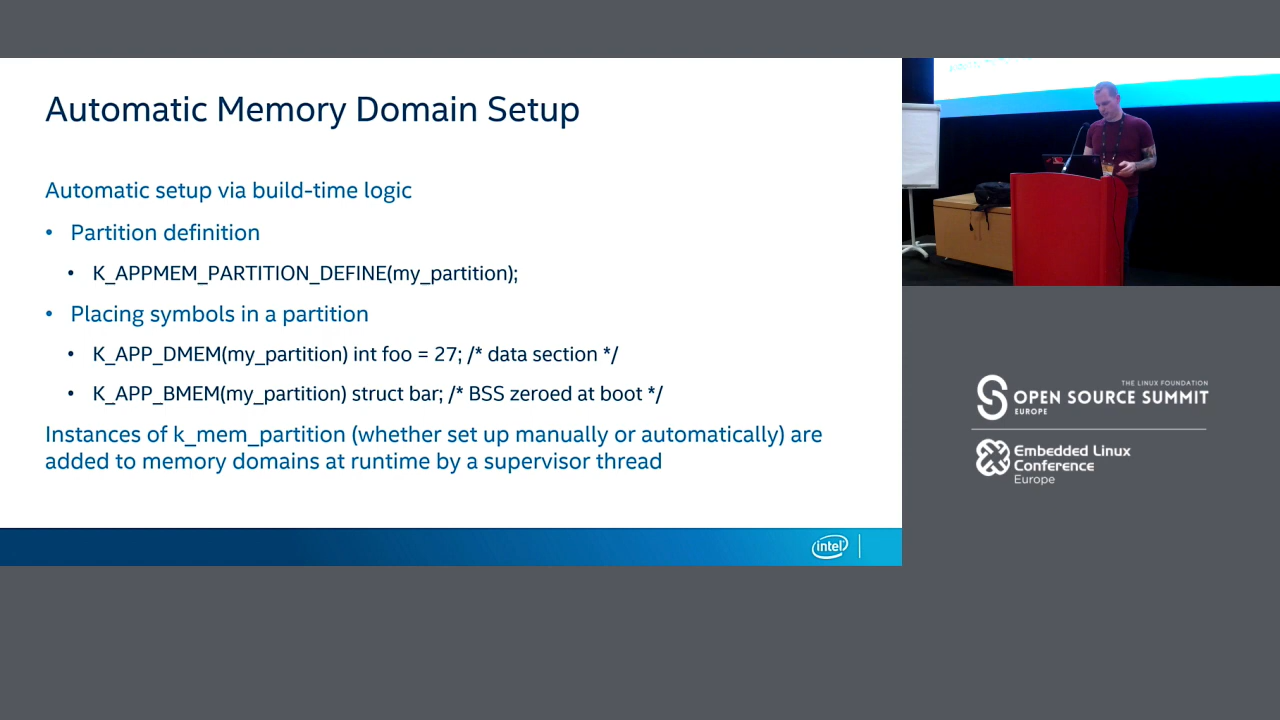 Automatic Memory Domain Setup
Automatic setup via build-time logic
• Partition definition
• K_APPMEM_PARTITION_DEFINE(my_partition);
• Placing symbols in a partition
• K_APP_DMEM(my_partition) int foo = 27; /* data section */
• K_APP_BMEM(my_partition) struct bar; /* BSS zeroed at boot */
Instances of k_mem_partition (whether set up manually or automatically) are
added to memory domains at runtime by a supervisor thread
intel
THE LINUX FOUNDATION
OPEN SOURCE SUMMIT
EUROPE
Embedded Linux
Conference
Europe